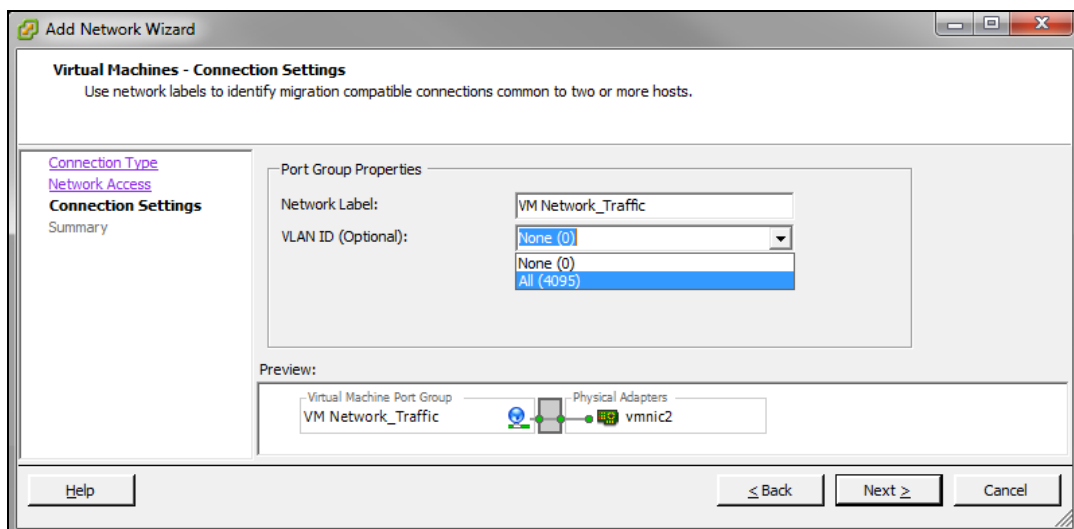 Add Network Wizard
Virtual Machines - Connection Settings
Use network labels to identify migration compatible connections common to two or more hosts.
Connection Type
Network Access
Connection Settings
Summary
Port Group Properties
Network Label:
VM Network_Traffic
VLAN ID (Optional):
None (0)
None (0)
All (4095)
Preview:
Virtual Machine Port Group
VM Network_Traffic
Physical Adapters
vmnic2
Help
< Back
Next >
Cancel